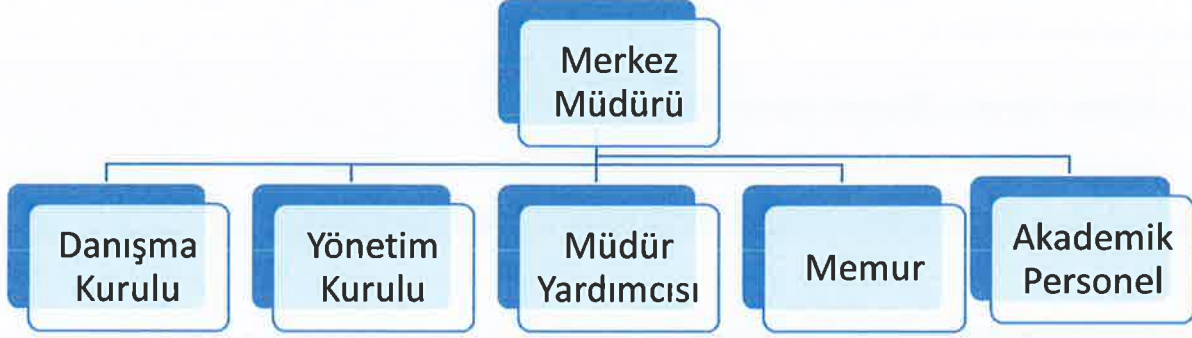 Merkez
Müdürü
Danışma
Kurulu
Yönetim
Kurulu
Müdür
Yardımcısı
Memur
Akademik
Personel